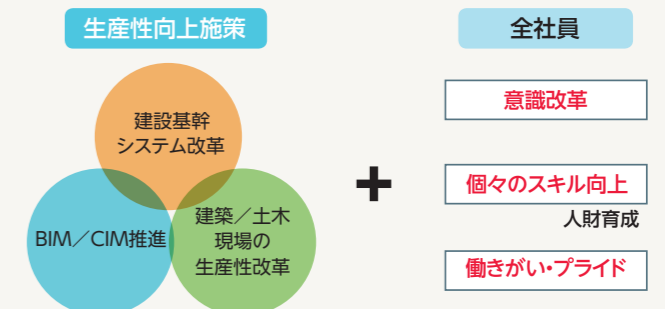 生産性向上施策
建設基幹
システム改革
BIM／CIM推進
建築／土木
現場の
生産性改革
+
全社員
意識改革
個々のスキル向上
人財育成
働きがい・プライド